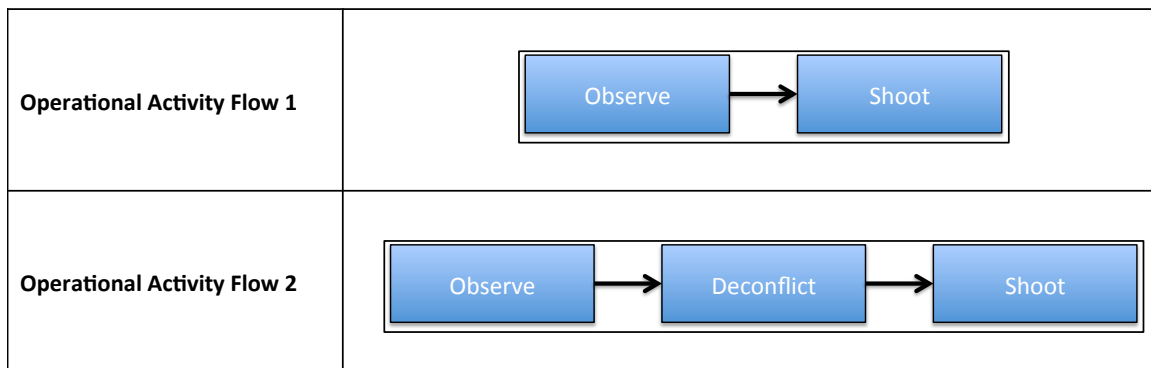 Operational Activity Flow 1
Observe
Shoot
Operational Activity Flow 2
Observe
Deconflict
Shoot